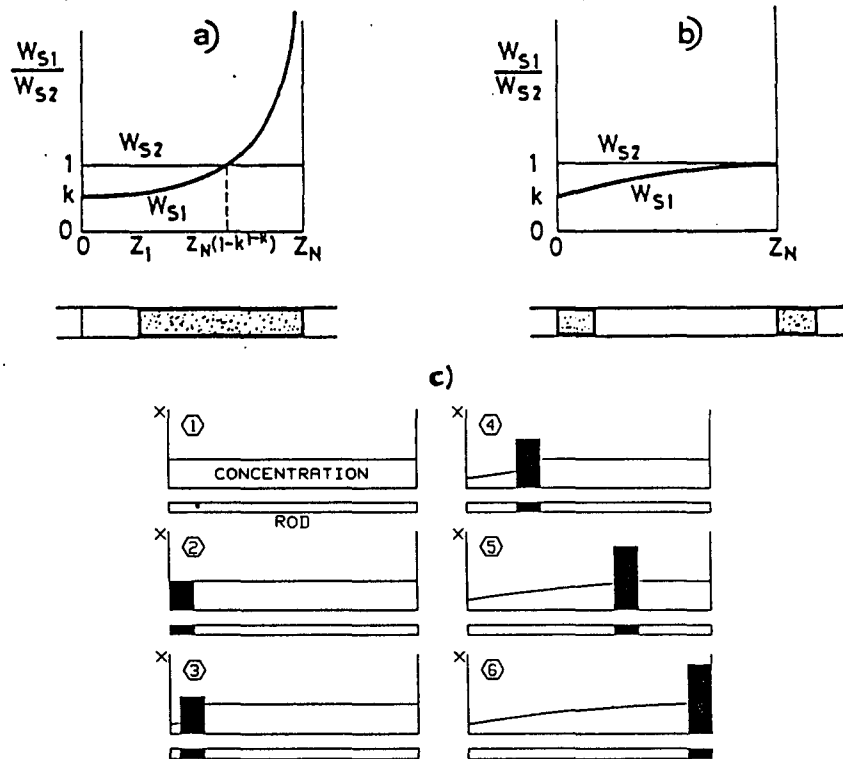 a)
W_S1
W_S2
W_S2
1
k
W_S1
0
0 Z_1 Z_N(1-k^1-k) Z_N
b)
W_S1
W_S2
W_S2
1
k
W_S1
0
0 Z_N
c)
X 1
CONCENTRATION
ROD
X 2
X 3
X 4
X 5
X 6